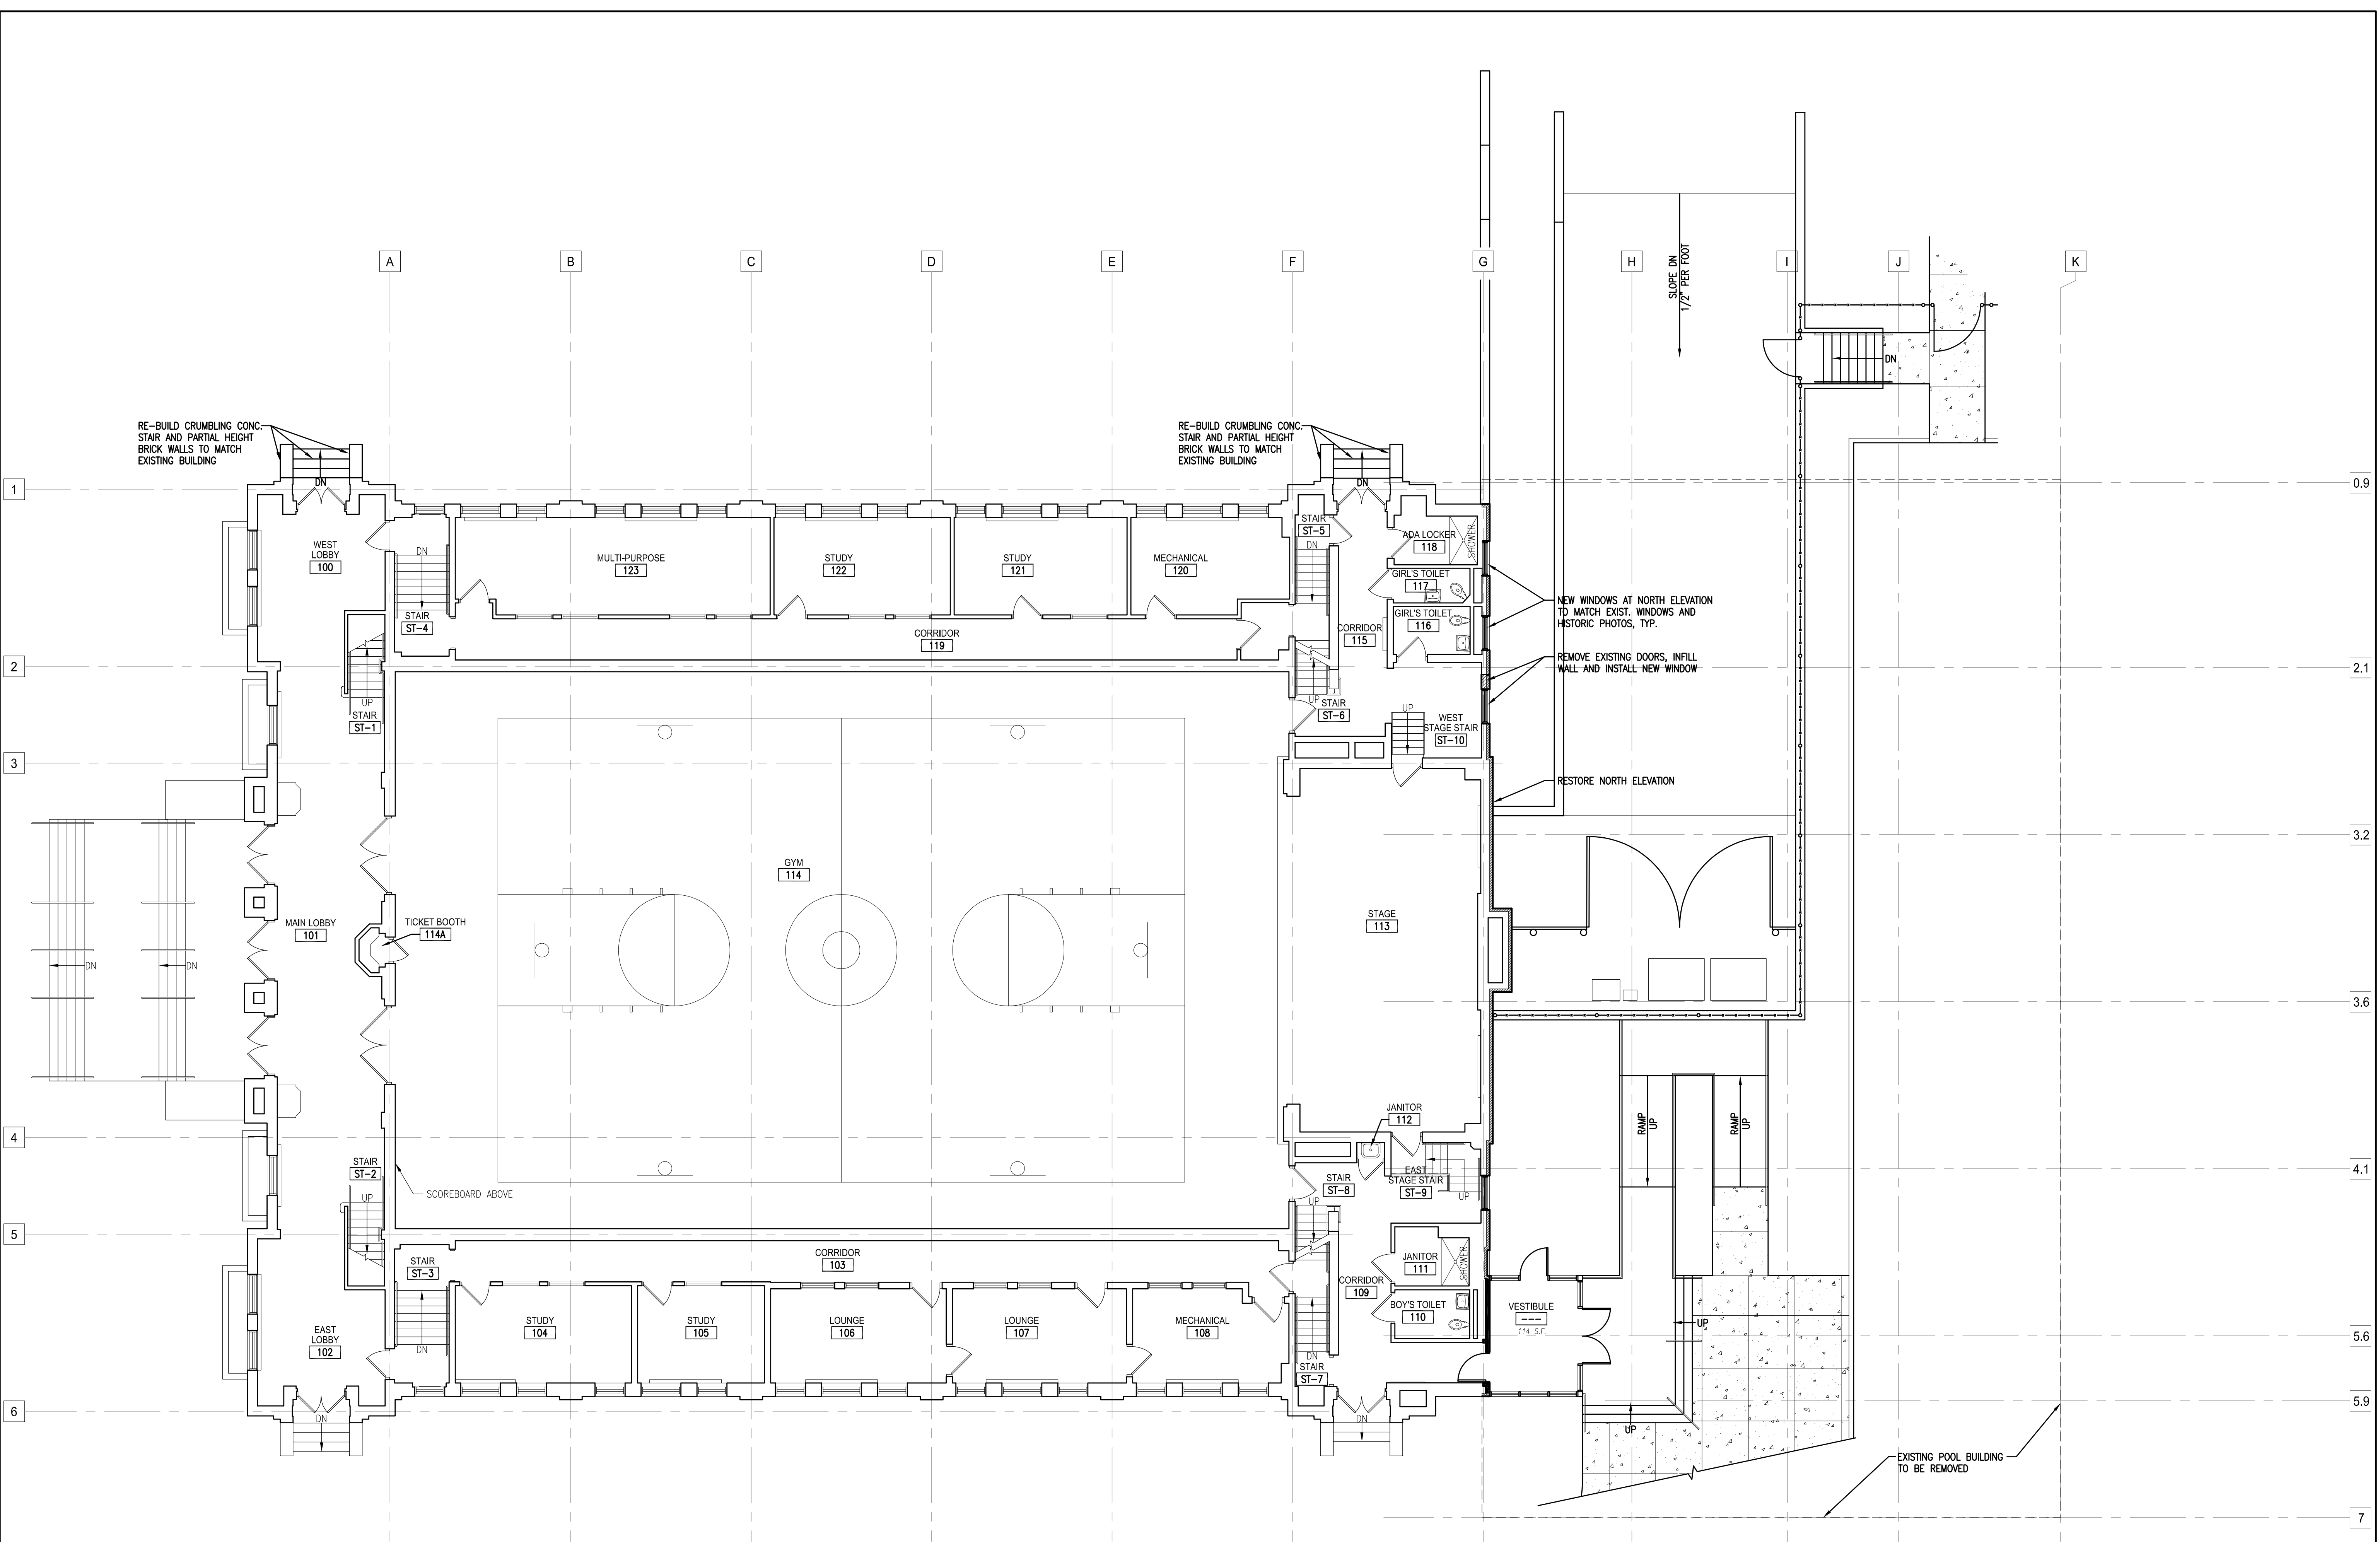 A
B
C
D
E
F
G
H
I
J
K
SLOPE DN
1/2" PER FOOT
DN
RE-BUILD CRUMBLING CONC.
STAIR AND PARTIAL HEIGHT
BRICK WALLS TO MATCH
EXISTING BUILDING
RE-BUILD CRUMBLING CONC.
STAIR AND PARTIAL HEIGHT
BRICK WALLS TO MATCH
EXISTING BUILDING
1
DN
DN
0.9
WEST
LOBBY
100
DN
STAIR
ST-4
MULTI-PURPOSE
123
STUDY
122
STUDY
121
MECHANICAL
120
STAIR
ST-5
DN
ADA LOCKER
118
SHOWER
GIRL'S TOILET
117
GIRL'S TOILET
116
CORRIDOR
115
CORRIDOR
119
NEW WINDOWS AT NORTH ELEVATION
TO MATCH EXIST. WINDOWS AND
HISTORIC PHOTOS, TYP.
REMOVE EXISTING DOORS, INFILL
WALL AND INSTALL NEW WINDOW
2
2.1
UP
STAIR
ST-1
UP
STAIR
ST-6
UP
WEST
STAGE STAIR
ST-10
3
RESTORE NORTH ELEVATION
3.2
GYM
114
MAIN LOBBY
101
TICKET BOOTH
114A
STAGE
113
DN
DN
3.6
JANITOR
112
RAMP
UP
RAMP
UP
4
4.1
STAIR
ST-2
UP
SCOREBOARD ABOVE
STAIR
ST-8
UP
EAST
STAGE STAIR
ST-9
UP
5
STAIR
ST-3
DN
CORRIDOR
103
JANITOR
111
SHOWER
CORRIDOR
109
BOY'S TOILET
110
VESTIBULE
---
114 S.F.
EAST
LOBBY
102
STUDY
104
STUDY
105
LOUNGE
106
LOUNGE
107
MECHANICAL
108
DN
STAIR
ST-7
UP
5.6
6
DN
DN
UP
5.9
EXISTING POOL BUILDING
TO BE REMOVED
7